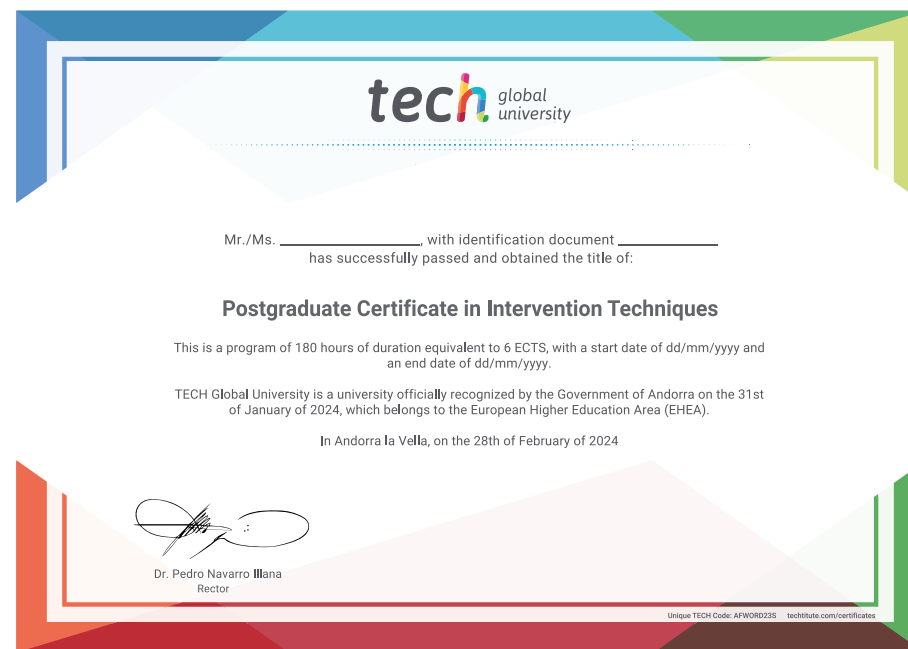 tech global university
Mr./Ms. ____________________, with identification document ______________
has successfully passed and obtained the title of:
Postgraduate Certificate in Intervention Techniques
This is a program of 180 hours of duration equivalent to 6 ECTS, with a start date of dd/mm/yyyy and
an end date of dd/mm/yyyy.
TECH Global University is a university officially recognized by the Government of Andorra on the 31st
of January of 2024, which belongs to the European Higher Education Area (EHEA).
In Andorra la Vella, on the 28th of February of 2024
Dr. Pedro Navarro Illana
Rector
Unique TECH Code: AFWORD23S techtitute.com/certificates